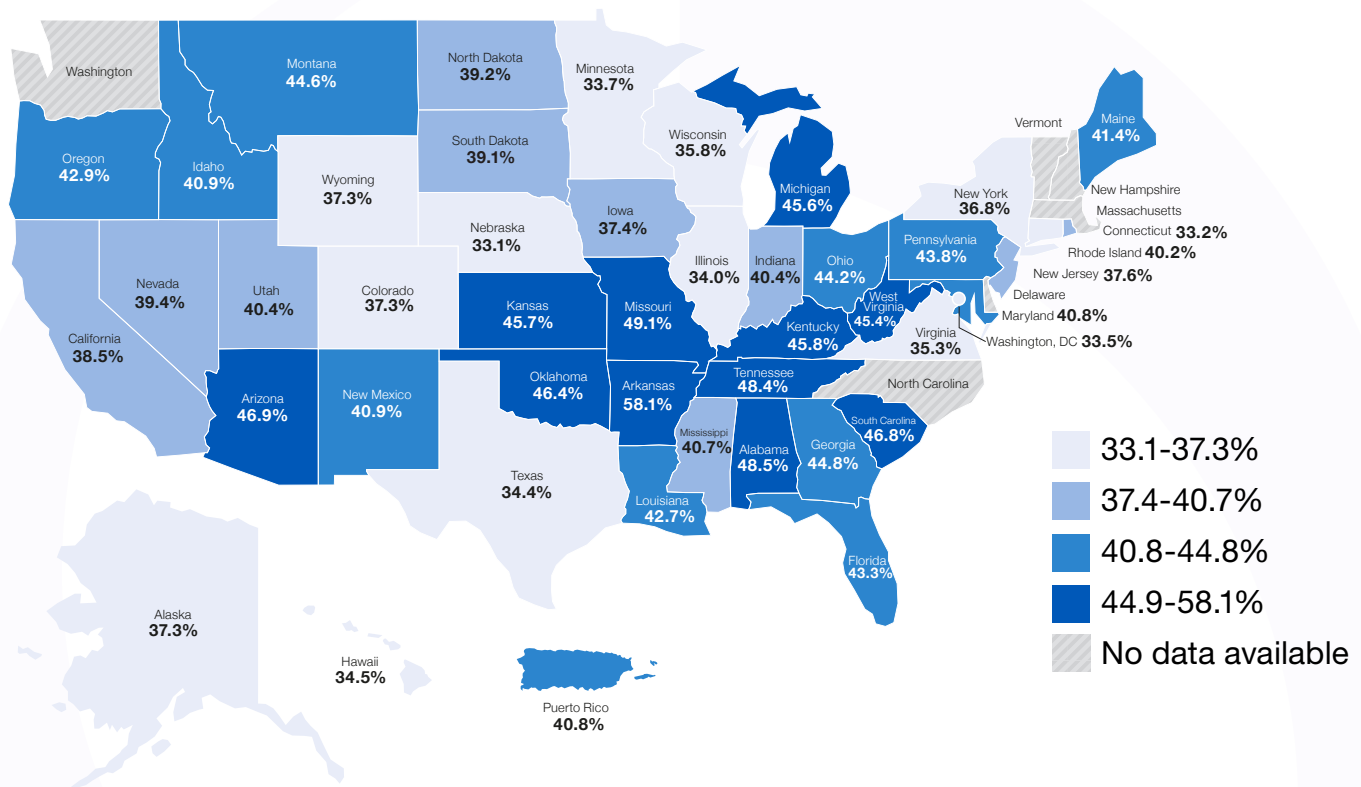 Washington
Montana
44.6%
North Dakota
39.2%
Minnesota
33.7%
Oregon
42.9%
Idaho
40.9%
Wyoming
37.3%
South Dakota
39.1%
Wisconsin
35.8%
Michigan
45.6%
Vermont
Maine
41.4%
New York
36.8%
New Hampshire
Massachusetts
Connecticut 33.2%
Rhode Island 40.2%
New Jersey 37.6%
Delaware
Maryland 40.8%
Washington, DC 33.5%
Nebraska
33.1%
Iowa
37.4%
Illinois
34.0%
Indiana
40.4%
Ohio
44.2%
Pennsylvania
43.8%
Nevada
39.4%
Utah
40.4%
Colorado
37.3%
California
38.5%
Kansas
45.7%
Missouri
49.1%
Kentucky
45.8%
West
Virginia
45.4%
Virginia
35.3%
Arizona
46.9%
New Mexico
40.9%
Oklahoma
46.4%
Arkansas
58.1%
Tennessee
48.4%
North Carolina
South Carolina
46.8%
Texas
34.4%
Louisiana
42.7%
Mississippi
40.7%
Alabama
48.5%
Georgia
44.8%
Florida
43.3%
Alaska
37.3%
Hawaii
34.5%
Puerto Rico
40.8%
33.1-37.3%
37.4-40.7%
40.8-44.8%
44.9-58.1%
No data available